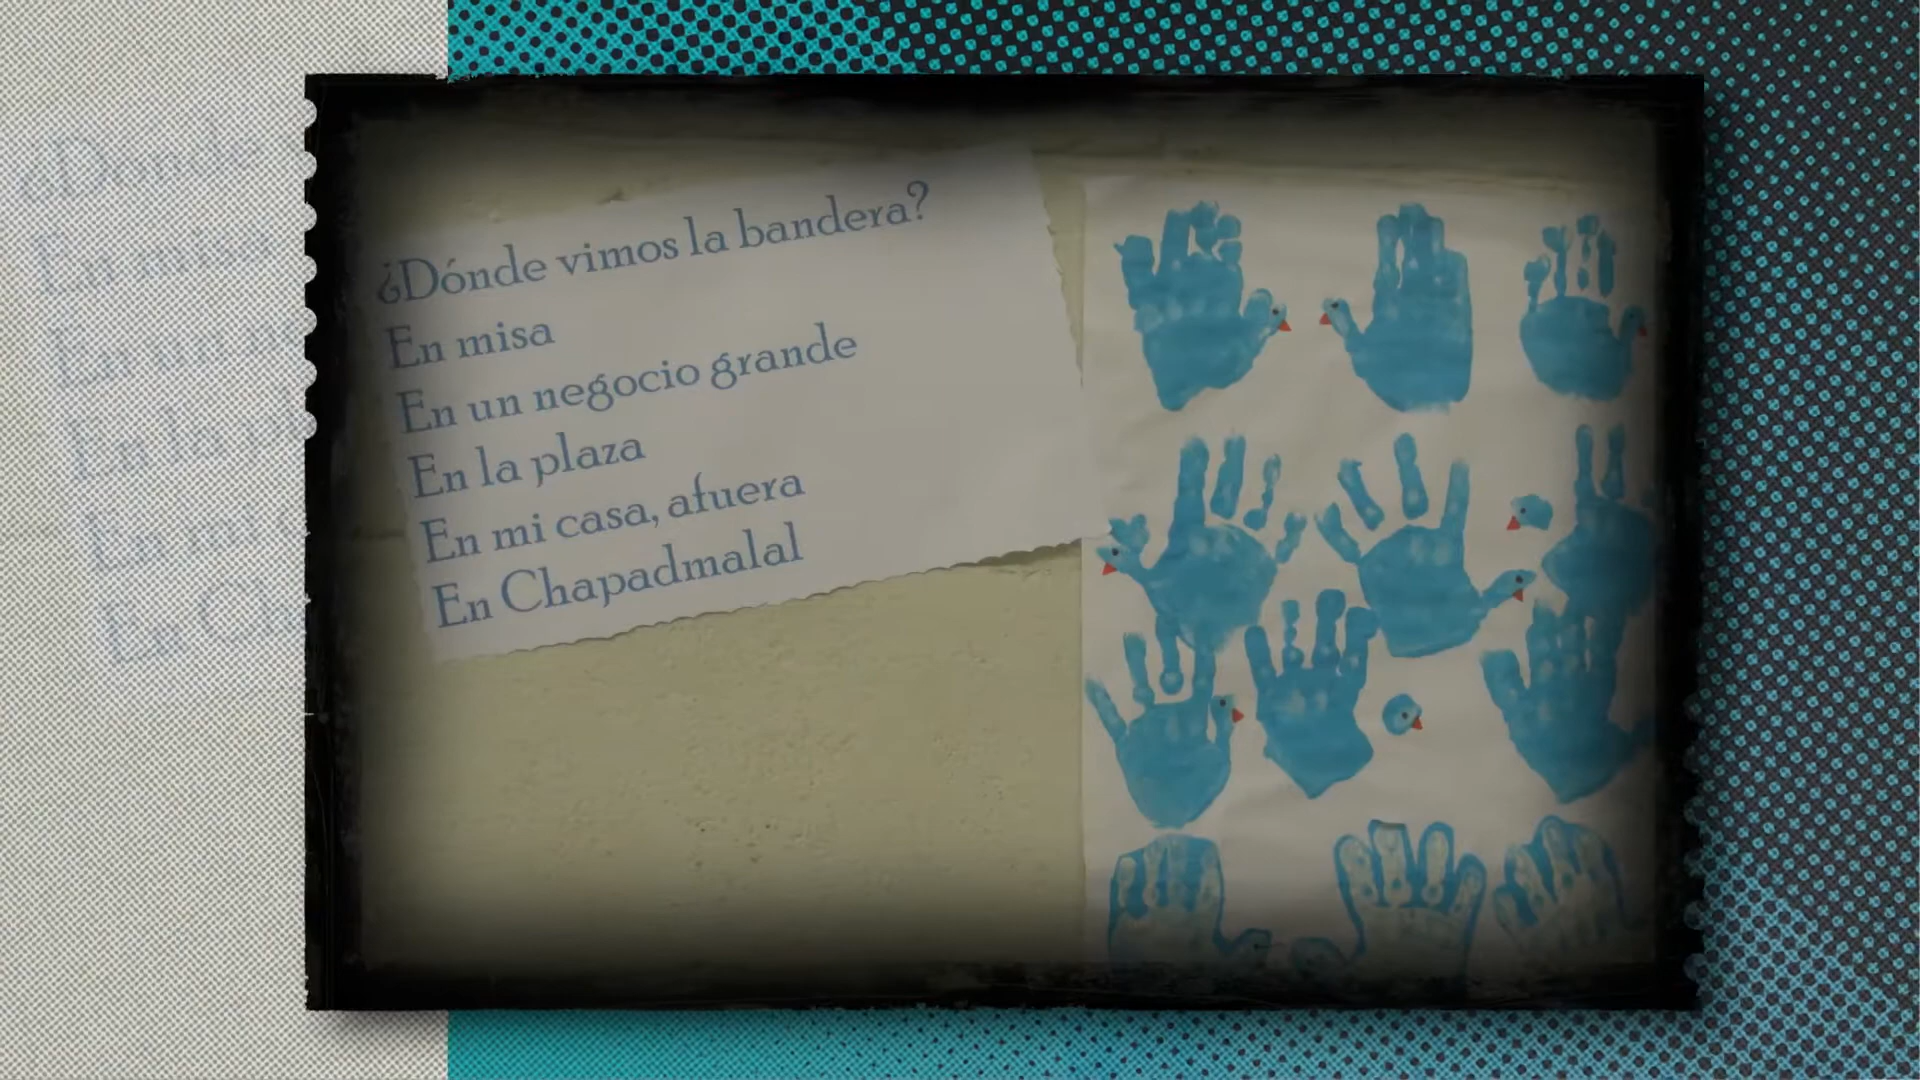 ¿Dónde vimos la bandera?
En misa
En un negocio grande
En la plaza
En mi casa, afuera
En Chapadmalal